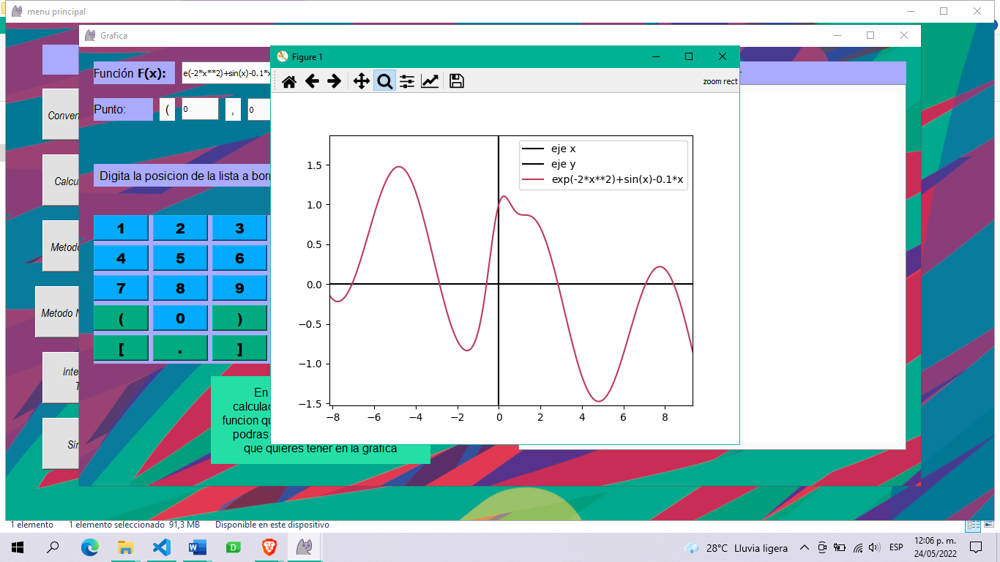 menu principal
Grafica
Figure 1
zoom rect
Función F(x):
e(-2*x**2)+sin(x)-0.1*x
Punto:
(
0
,
0
Digita la posicion de la lista a borr
Conven
Calcu
Metodo
Metodo N
Inte
T
Sin
1 2 3
4 5 6
7 8 9
( 0 )
[ . ]
En
calculad
funcion qu
podras
que quieres tener en la grafica
eje x
eje y
exp(-2*x**2)+sin(x)-0.1*x
1.5
1.0
0.5
0.0
−0.5
−1.0
−1.5
−8 −6 −4 −2 0 2 4 6 8
1 elemento 1 elemento seleccionado 91,3 MB Disponible en este dispositivo
28°C Lluvia ligera ESP 12:06 p. m.
24/05/2022